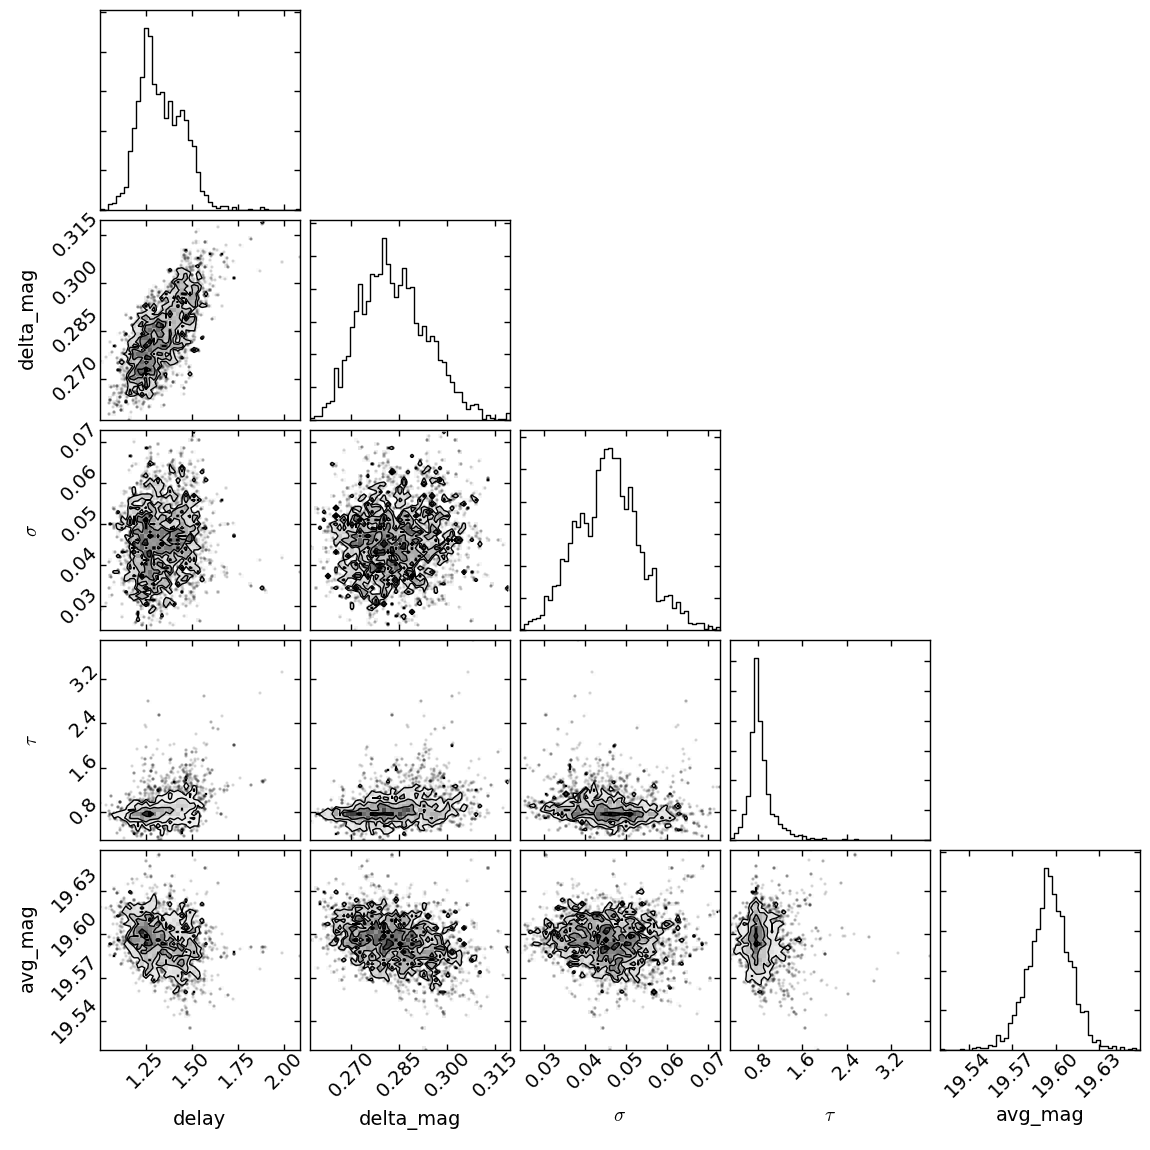 0.315
0.300
0.285
0.270
delta_mag
0.07
0.06
0.05
0.04
0.03
σ
3.2
2.4
1.6
0.8
τ
19.63
19.60
19.57
19.54
avg_mag
1.25 1.50 1.75 2.00
0.270 0.285 0.300 0.315
0.03 0.04 0.05 0.06 0.07
0.8 1.6 2.4 3.2
19.54 19.57 19.60 19.63
delay delta_mag σ τ avg_mag